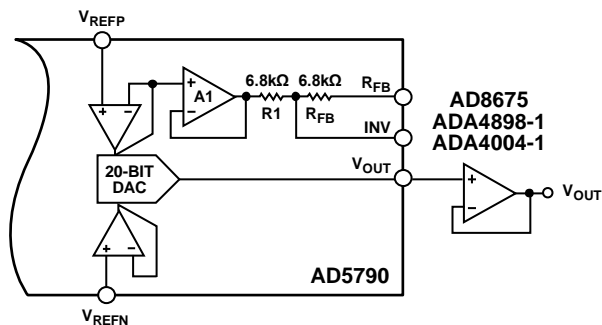 VREFP
6.8kΩ 6.8kΩ
A1
R1 RFB
RFB
INV
AD8675
ADA4898-1
ADA4004-1
VOUT
20-BIT
DAC
VOUT
AD5790
VREFN